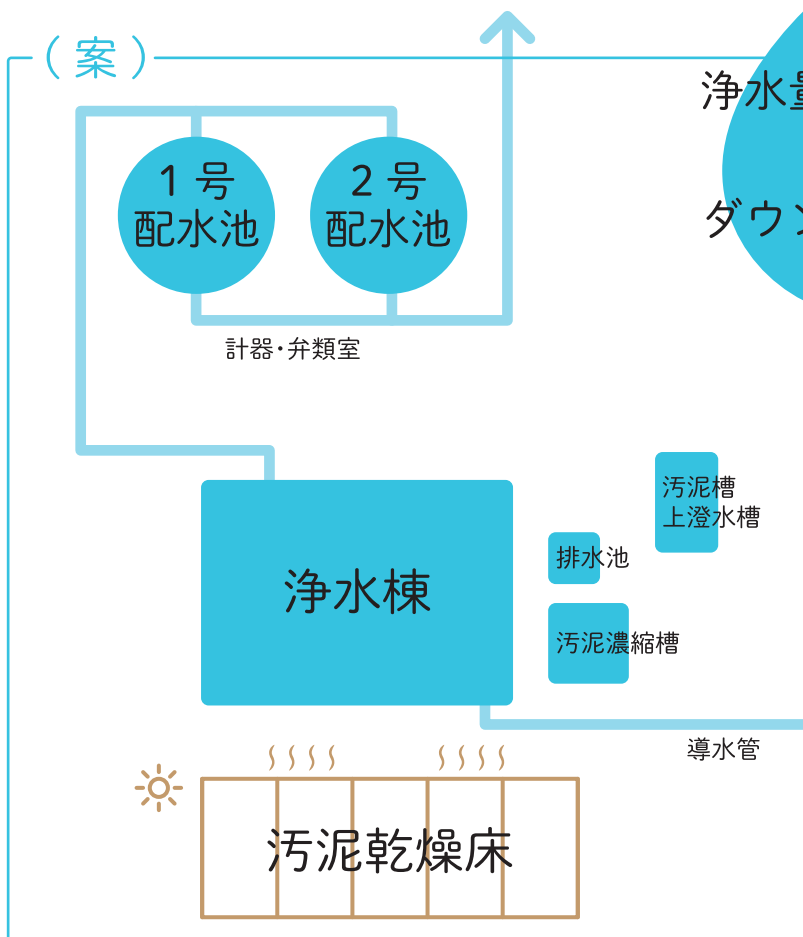 (案)
浄水
ダウン
1号
配水池
2号
配水池
計器・弁類室
汚泥槽
上澄水槽
排水池
浄水棟
汚泥濃縮槽
導水管
汚泥乾燥床